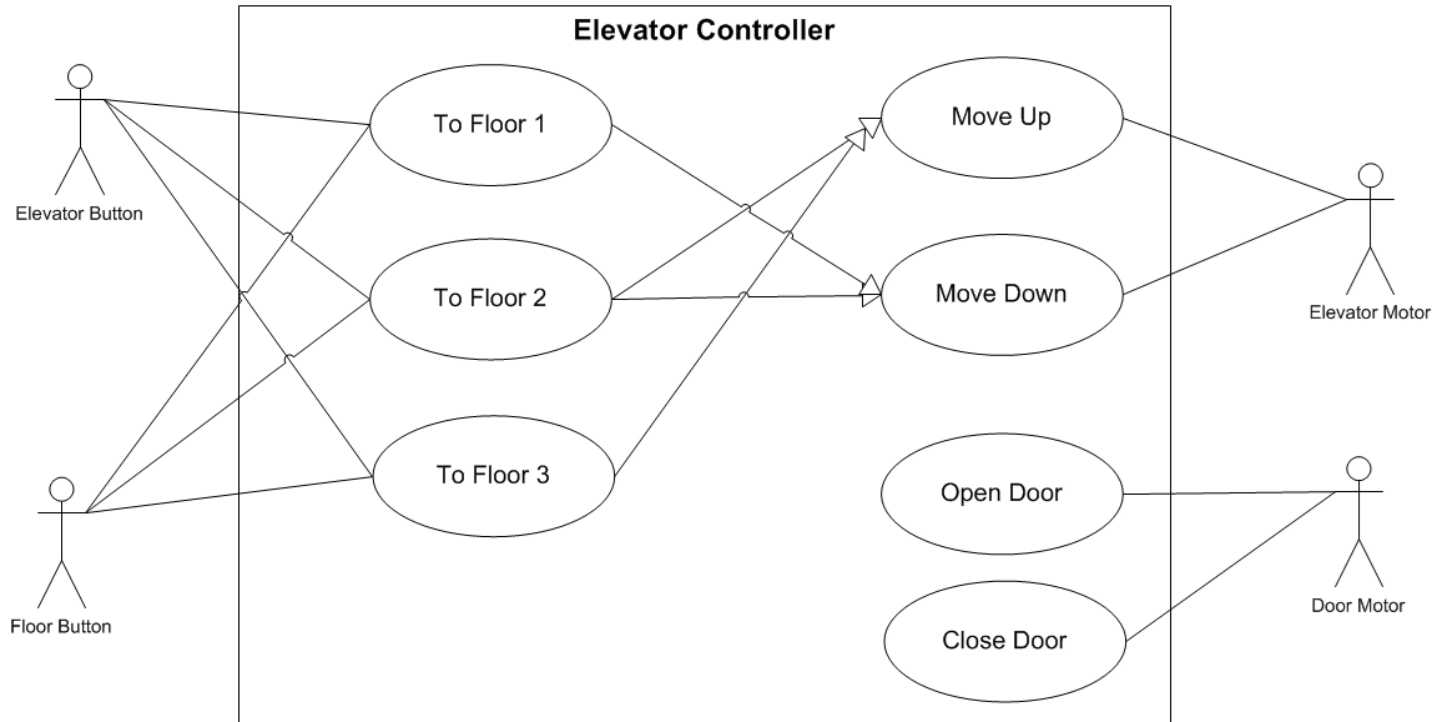 Elevator Controller
To Floor 1
Move Up
Elevator Button
To Floor 2
Move Down
Elevator Motor
To Floor 3
Open Door
Floor Button
Close Door
Door Motor